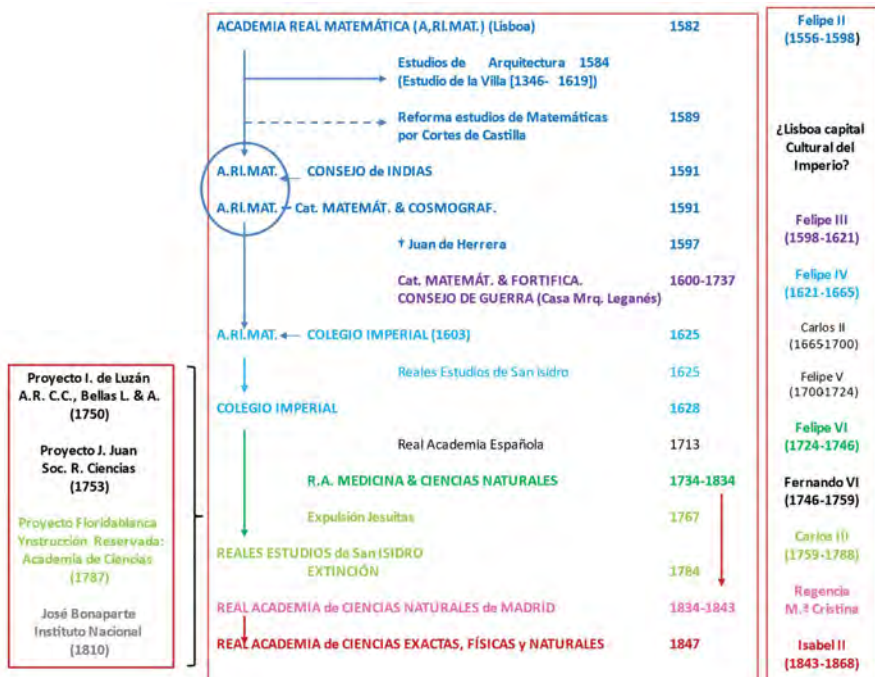 ACADEMIA REAL MATEMÁTICA (A,RI.MAT.) (Lisboa) 1582
Estudios de Arquitectura 1584
(Estudio de la Villa [1346- 1619])
Reforma estudios de Matemáticas 1589
por Cortes de Castilla
A.RI.MAT. CONSEJO de INDIAS 1591
A.RI.MAT. – Cat. MATEMÁT. & COSMOGRAF. 1591
† Juan de Herrera 1597
Cat. MATEMÁT. & FORTIFICA. 1600-1737
CONSEJO DE GUERRA (Casa Mrq. Leganés)
A.RI.MAT. COLEGIO IMPERIAL (1603) 1625
Reales Estudios de San Isidro 1625
COLEGIO IMPERIAL 1628
Real Academia Española 1713
R.A. MEDICINA & CIENCIAS NATURALES 1734-1834
Expulsión Jesuitas 1767
REALES ESTUDIOS de San ISIDRO
EXTINCIÓN 1784
REAL ACADEMIA de CIENCIAS NATURALES de MADRÍD 1834-1843
REAL ACADEMIA de CIENCIAS EXACTAS, FÍSICAS y NATURALES 1847
Proyecto I. de Luzán
A.R. C.C., Bellas L. & A.
(1750)
Proyecto J. Juan
Soc. R. Ciencias
(1753)
Proyecto Floridablanca
Ynstrucción Reservada:
Academia de Ciencias
(1787)
José Bonaparte
Instituto Nacional
(1810)
Felipe II
(1556-1598)
¿Lisboa capital
Cultural del
Imperio?
Felipe III
(1598-1621)
Felipe IV
(1621-1665)
Carlos II
(16651700)
Felipe V
(1700-1724)
Felipe VI
(1724-1746)
Fernando VI
(1746-1759)
Carlos III
(1759-1788)
Regencia
M.ª Cristina
Isabel II
(1843-1868)